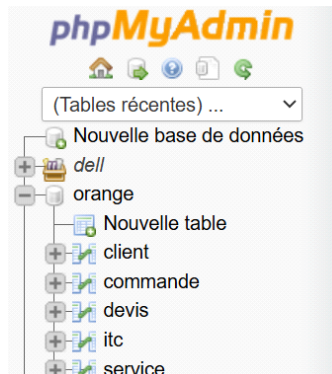 phpMyAdmin
(Tables récentes) ...
Nouvelle base de données
dell
orange
Nouvelle table
client
commande
devis
itc
service